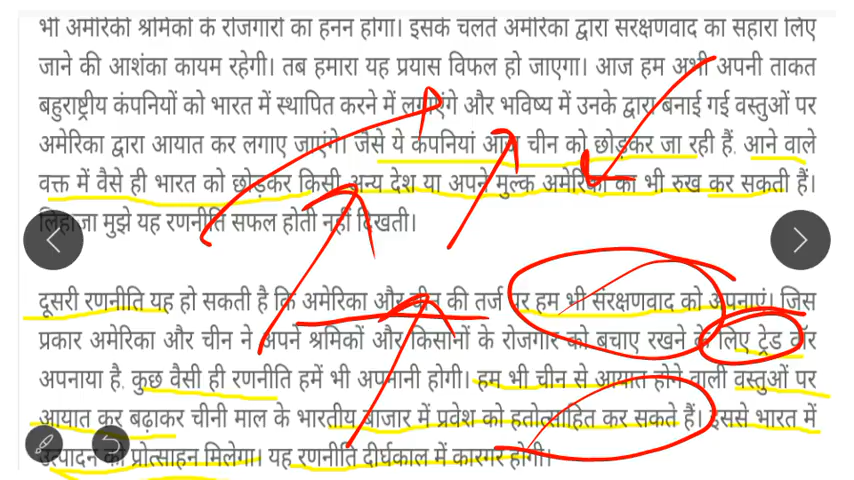 भी अमेरिकी श्रमिकों के रोजगारों का हनन होगा। इसके चलते अमेरिका द्वारा संरक्षणवाद का सहारा लिए
जाने की आशंका कायम रहेगी। तब हमारा यह प्रयास विफल हो जाएगा। आज हम अभी अपनी ताकत
बहुराष्ट्रीय कंपनियों को भारत में स्थापित करने में लगाएंगे और भविष्य में उनके द्वारा बनाई गई वस्तुओं पर
अमेरिका द्वारा आयात कर लगाए जाएंगे। जैसे ये कंपनियां आज चीन को छोड़कर जा रही हैं, आने वाले
वक्त में वैसे ही भारत को छोड़कर किसी अन्य देश या अपने मुल्क अमेरिका का भी रुख कर सकती हैं।
लिहाजा मुझे यह रणनीति सफल होती नहीं दिखती।
दूसरी रणनीति यह हो सकती है कि अमेरिका और चीन की तर्ज पर हम भी संरक्षणवाद को अपनाएं। जिस
प्रकार अमेरिका और चीन ने अपने श्रमिकों और किसानों के रोजगार को बचाए रखने के लिए ट्रेड वॉर
अपनाया है, कुछ वैसी ही रणनीति हमें भी अपनानी होगी। हम भी चीन से आयात होने वाली वस्तुओं पर
आयात कर बढ़ाकर चीनी माल के भारतीय बाजार में प्रवेश को हतोत्साहित कर सकते हैं। इससे भारत में
उत्पादन को प्रोत्साहन मिलेगा। यह रणनीति दीर्घकाल में कारगर होगी।